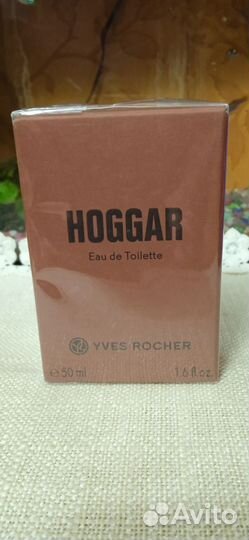 HOGGAR
Eau de Toilette
YVES ROCHER
℮50 ml 1.6 fl.oz.
Avito